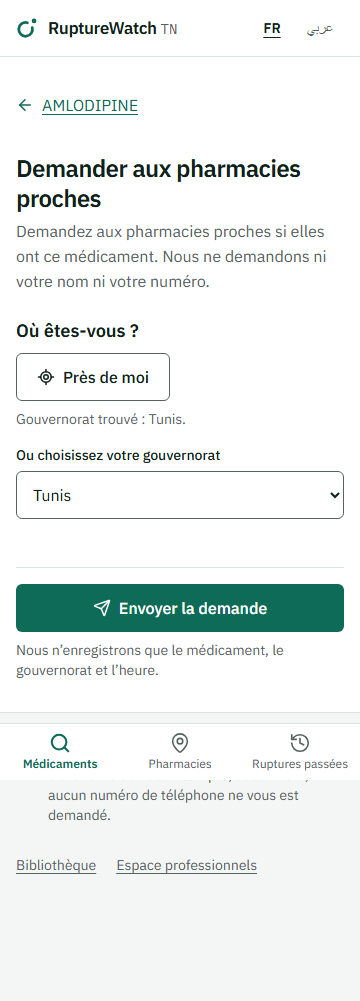 RuptureWatch TN FR عربي
AMLODIPINE
Demander aux pharmacies
proches
Demandez aux pharmacies proches si elles
ont ce médicament. Nous ne demandons ni
votre nom ni votre numéro.
Où êtes-vous ?
Près de moi
Gouvernorat trouvé : Tunis.
Ou choisissez votre gouvernorat
Tunis
Envoyer la demande
Nous n’enregistrons que le médicament, le
gouvernorat et l’heure.
Médicaments Pharmacies Ruptures passées
aucun numéro de téléphone ne vous est
demandé.
Bibliothèque Espace professionnels